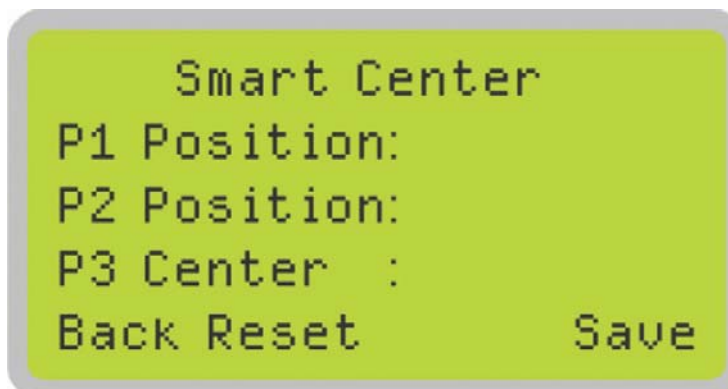 Smart Center
P1 Position:
P2 Position:
P3 Center :
Back Reset Save